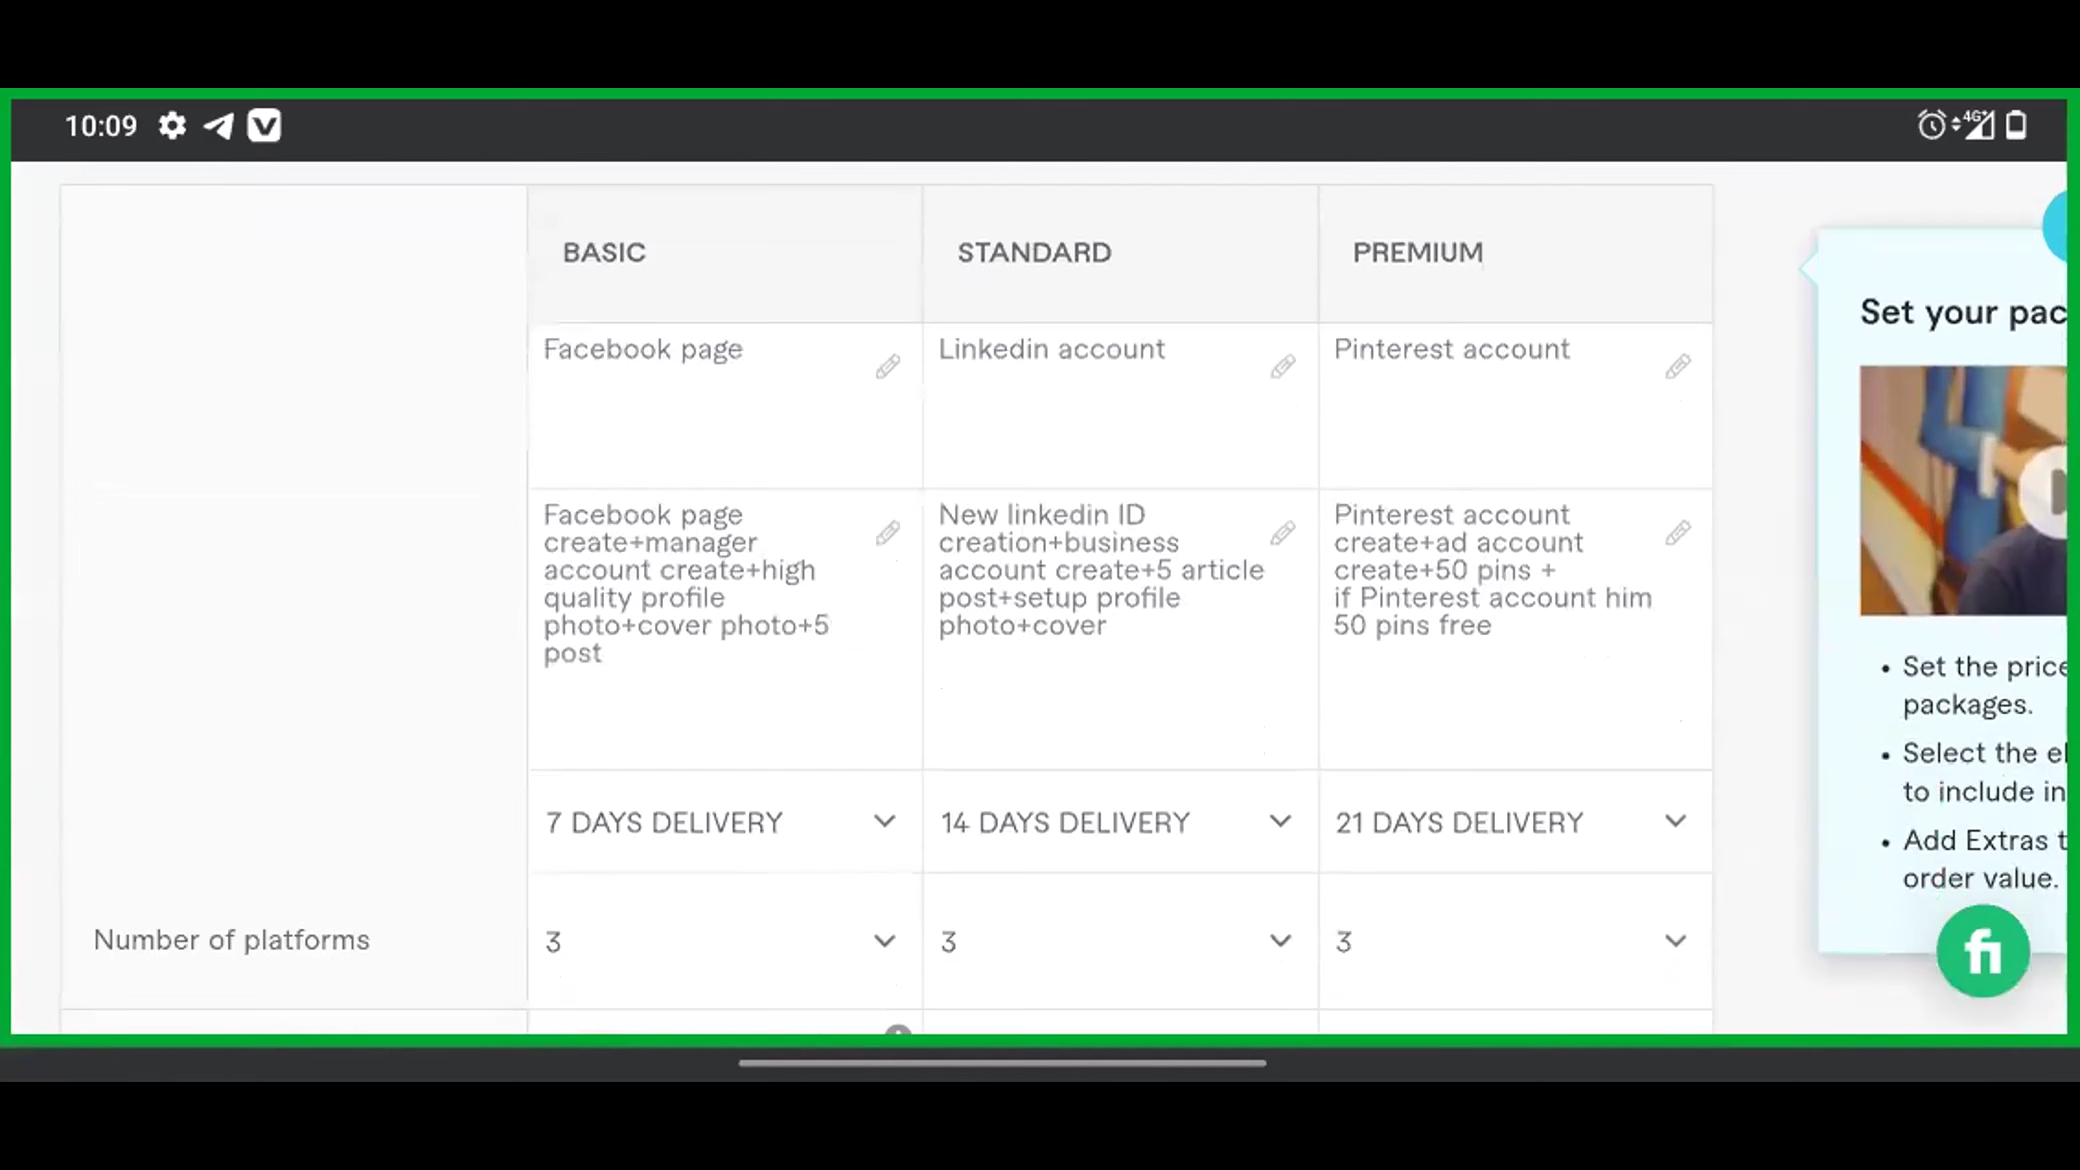 10:09
4G+
BASIC
STANDARD
PREMIUM
Facebook page
Linkedin account
Pinterest account
Facebook page
create+manager
account create+high
quality profile
photo+cover photo+5
post
New linkedin ID
creation+business
account create+5 article
post+setup profile
photo+cover
Pinterest account
create+ad account
create+50 pins +
if Pinterest account him
50 pins free
7 DAYS DELIVERY
14 DAYS DELIVERY
21 DAYS DELIVERY
Number of platforms
3
3
3
Set your pac
• Set the price
packages.
• Select the el
to include in
• Add Extras t
order value.
fi